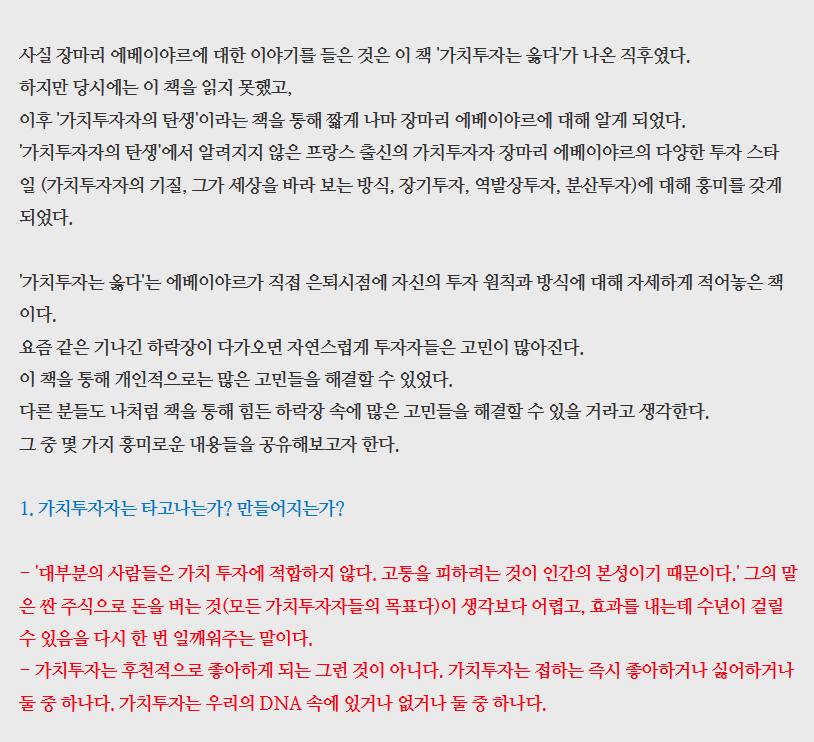 사실 장마리 에베이야르에 대한 이야기를 들은 것은 이 책 '가치투자는 옳다'가 나온 직후였다.
하지만 당시에는 이 책을 읽지 못했고,
이후 '가치투자자의 탄생'이라는 책을 통해 짧게 나마 장마리 에베이야르에 대해 알게 되었다.
'가치투자자의 탄생'에서 알려지지 않은 프랑스 출신의 가치투자자 장마리 에베이야르의 다양한 투자 스타
일 (가치투자자의 기질, 그가 세상을 바라 보는 방식, 장기투자, 역발상투자, 분산투자)에 대해 흥미를 갖게
되었다.
'가치투자는 옳다'는 에베이야르가 직접 은퇴시점에 자신의 투자 원칙과 방식에 대해 자세하게 적어놓은 책
이다.
요즘 같은 기나긴 하락장이 다가오면 자연스럽게 투자자들은 고민이 많아진다.
이 책을 통해 개인적으로는 많은 고민들을 해결할 수 있었다.
다른 분들도 나처럼 책을 통해 힘든 하락장 속에 많은 고민들을 해결할 수 있을 거라고 생각한다.
그 중 몇 가지 흥미로운 내용들을 공유해보고자 한다.
1. 가치투자자는 타고나는가? 만들어지는가?
- '대부분의 사람들은 가치 투자에 적합하지 않다. 고통을 피하려는 것이 인간의 본성이기 때문이다.' 그의 말
은 싼 주식으로 돈을 버는 것(모든 가치투자자들의 목표다)이 생각보다 어렵고, 효과를 내는데 수년이 걸릴
수 있음을 다시 한 번 일깨워주는 말이다.
- 가치투자는 후천적으로 좋아하게 되는 그런 것이 아니다. 가치투자는 접하는 즉시 좋아하거나 싫어하거나
둘 중 하나다. 가치투자는 우리의 DNA 속에 있거나 없거나 둘 중 하나다.